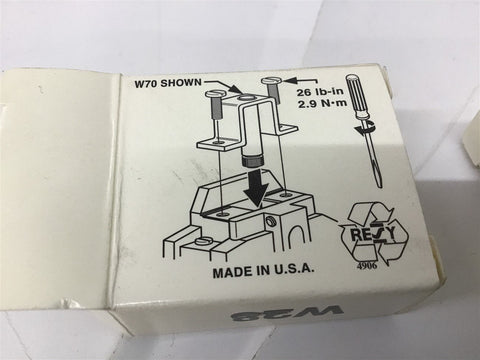 W70 SHOWN
26 lb-in
2.9 N·m
RESY
4906
MADE IN U.S.A.
W28